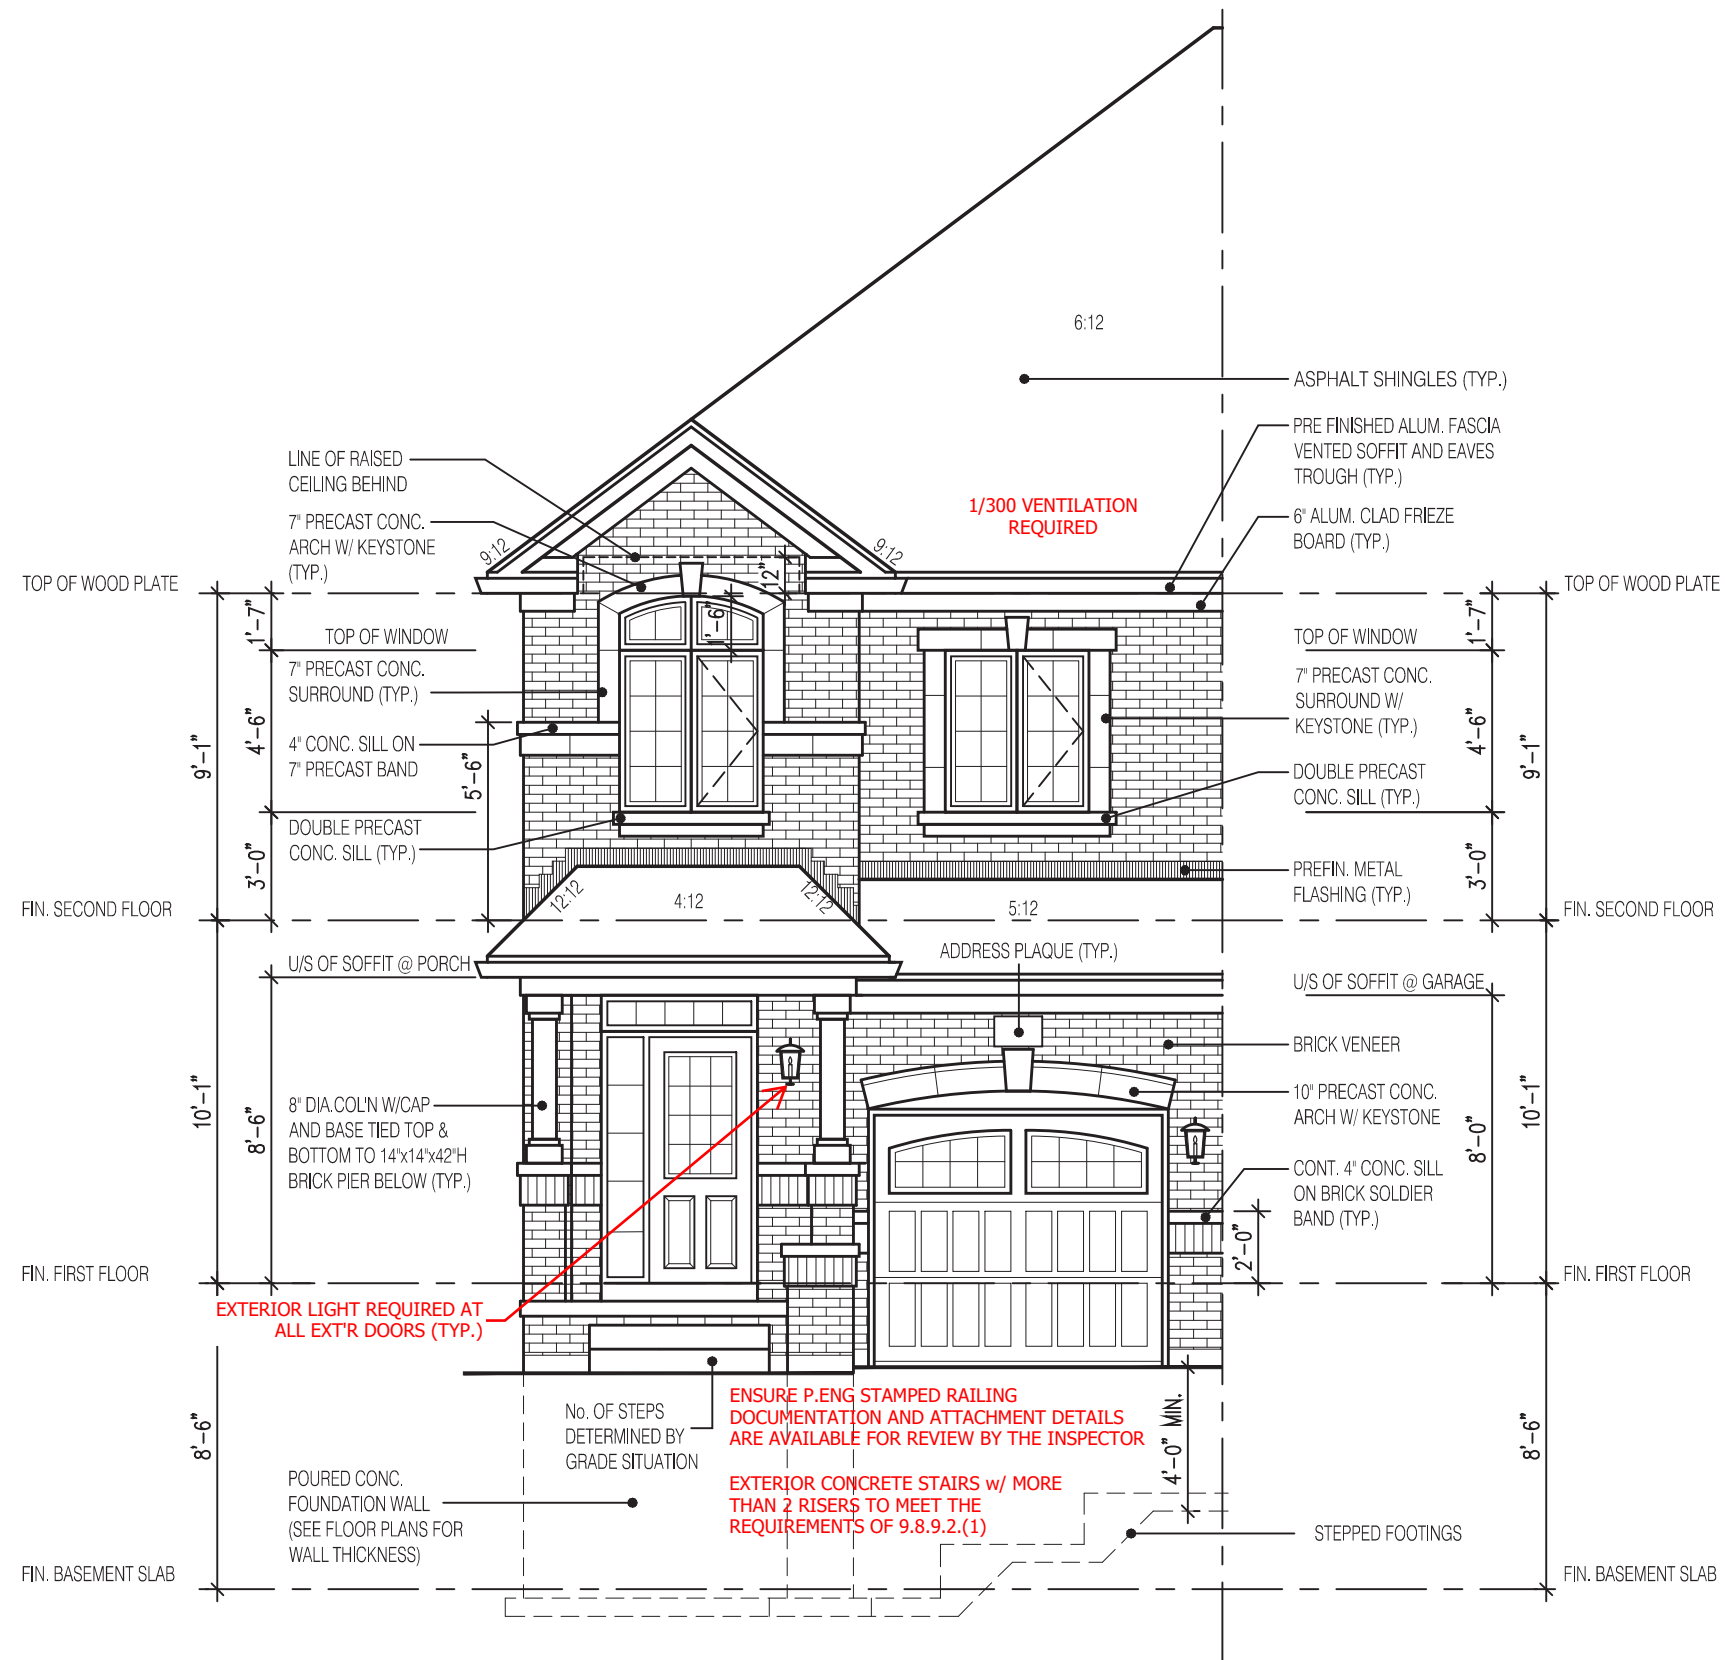 6:12
ASPHALT SHINGLES (TYP.)
PRE FINISHED ALUM. FASCIA
VENTED SOFFIT AND EAVES
TROUGH (TYP.)
6" ALUM. CLAD FRIEZE
BOARD (TYP.)
1/300 VENTILATION
REQUIRED
LINE OF RAISED
CEILING BEHIND
7" PRECAST CONC.
ARCH W/ KEYSTONE
(TYP.)
9:12
9:12
12"
1'-6"
TOP OF WOOD PLATE
TOP OF WOOD PLATE
1'-7"
1'-7"
TOP OF WINDOW
TOP OF WINDOW
7" PRECAST CONC.
SURROUND (TYP.)
7" PRECAST CONC.
SURROUND W/
KEYSTONE (TYP.)
4" CONC. SILL ON
7" PRECAST BAND
9'-1"
4'-6"
5'-6"
4'-6"
9'-1"
DOUBLE PRECAST
CONC. SILL (TYP.)
DOUBLE PRECAST
CONC. SILL (TYP.)
3'-0"
3'-0"
PREFIN. METAL
FLASHING (TYP.)
12:12
4:12
12:12
5:12
FIN. SECOND FLOOR
FIN. SECOND FLOOR
ADDRESS PLAQUE (TYP.)
U/S OF SOFFIT @ PORCH
U/S OF SOFFIT @ GARAGE
BRICK VENEER
10" PRECAST CONC.
ARCH W/ KEYSTONE
8" DIA.COL'N W/CAP
AND BASE TIED TOP &
BOTTOM TO 14"x14"x42"H
BRICK PIER BELOW (TYP.)
10'-1"
8'-6"
8'-0"
10'-1"
CONT. 4" CONC. SILL
ON BRICK SOLDIER
BAND (TYP.)
2'-0"
FIN. FIRST FLOOR
FIN. FIRST FLOOR
EXTERIOR LIGHT REQUIRED AT
ALL EXT'R DOORS (TYP.)
No. OF STEPS
DETERMINED BY
GRADE SITUATION
ENSURE P.ENG STAMPED RAILING
DOCUMENTATION AND ATTACHMENT DETAILS
ARE AVAILABLE FOR REVIEW BY THE INSPECTOR
4'-0" MIN.
8'-6"
8'-6"
POURED CONC.
FOUNDATION WALL
(SEE FLOOR PLANS FOR
WALL THICKNESS)
EXTERIOR CONCRETE STAIRS w/ MORE
THAN 2 RISERS TO MEET THE
REQUIREMENTS OF 9.8.9.2.(1)
STEPPED FOOTINGS
FIN. BASEMENT SLAB
FIN. BASEMENT SLAB